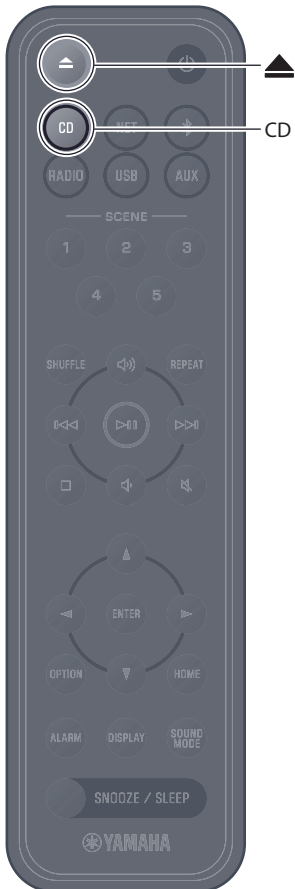 CD NET
CD
RADIO USB AUX
SCENE
1 2 3
4 5
SHUFFLE REPEAT
ENTER
OPTION HOME
ALARM DISPLAY SOUND MODE
SNOOZE / SLEEP
YAMAHA